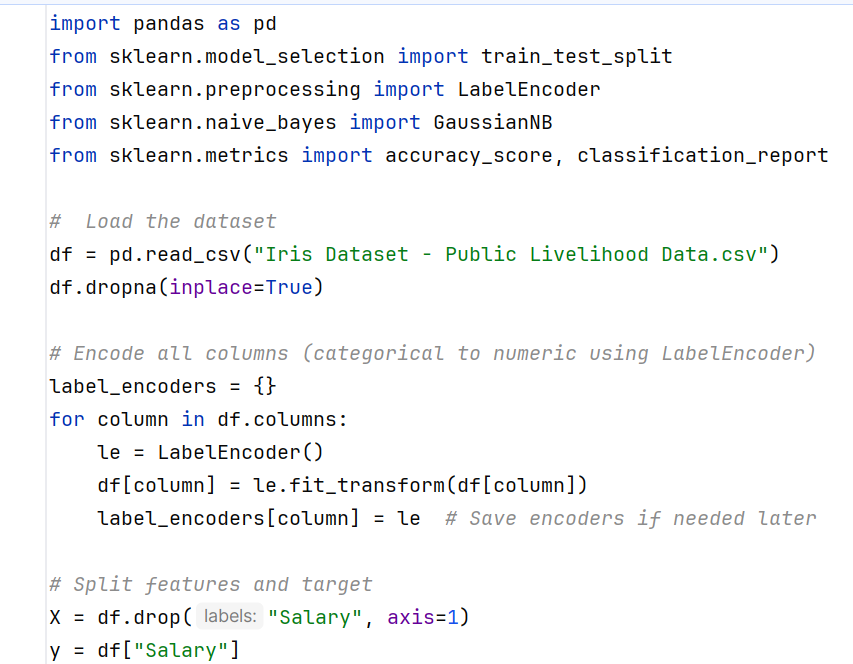 import pandas as pd
from sklearn.model_selection import train_test_split
from sklearn.preprocessing import LabelEncoder
from sklearn.naive_bayes import GaussianNB
from sklearn.metrics import accuracy_score, classification_report

#  Load the dataset
df = pd.read_csv("Iris Dataset - Public Livelihood Data.csv")
df.dropna(inplace=True)

# Encode all columns (categorical to numeric using LabelEncoder)
label_encoders = {}
for column in df.columns:
    le = LabelEncoder()
    df[column] = le.fit_transform(df[column])
    label_encoders[column] = le  # Save encoders if needed later

# Split features and target
X = df.drop( labels: "Salary", axis=1)
y = df["Salary"]